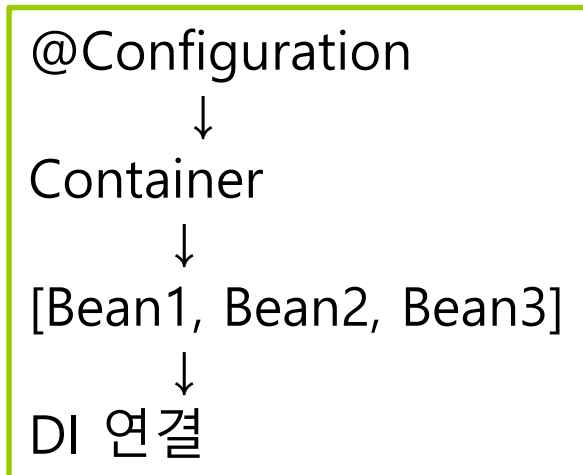 @Configuration
↓
Container
↓
[Bean1, Bean2, Bean3]
↓
DI 연결